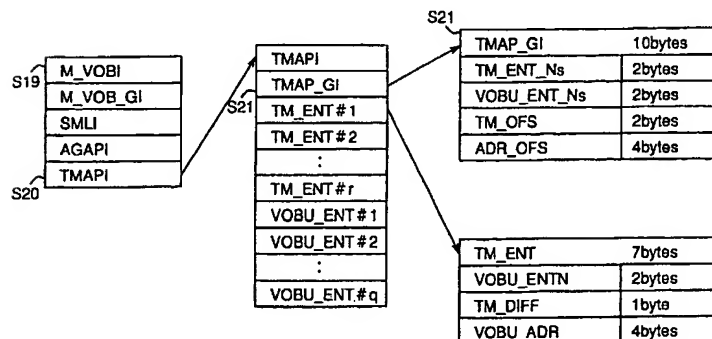 S19
M_VOBI
M_VOB_GI
SMLI
AGAPI
TMAPI
S20
TMAPI
TMAP_GI
S21
TM_ENT#1
TM_ENT#2
:
TM_ENT#r
VOBU_ENT#1
VOBU_ENT#2
:
VOBU_ENT#q
S21
TMAP_GI 10bytes
TM_ENT_Ns 2bytes
VOBU_ENT_Ns 2bytes
TM_OFS 2bytes
ADR_OFS 4bytes
TM_ENT 7bytes
VOBU_ENTN 2bytes
TM_DIFF 1byte
VOBU_ADR 4bytes